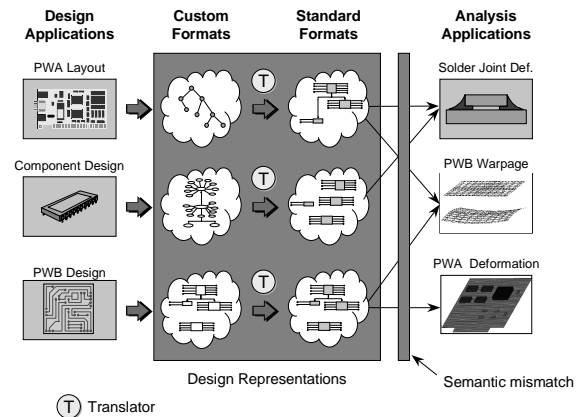 Design
Applications
Custom
Formats
Standard
Formats
Analysis
Applications
PWA Layout
T
Solder Joint Def.
Component Design
T
PWB Warpage
PWB Design
T
PWA Deformation
Design Representations
Semantic mismatch
T Translator